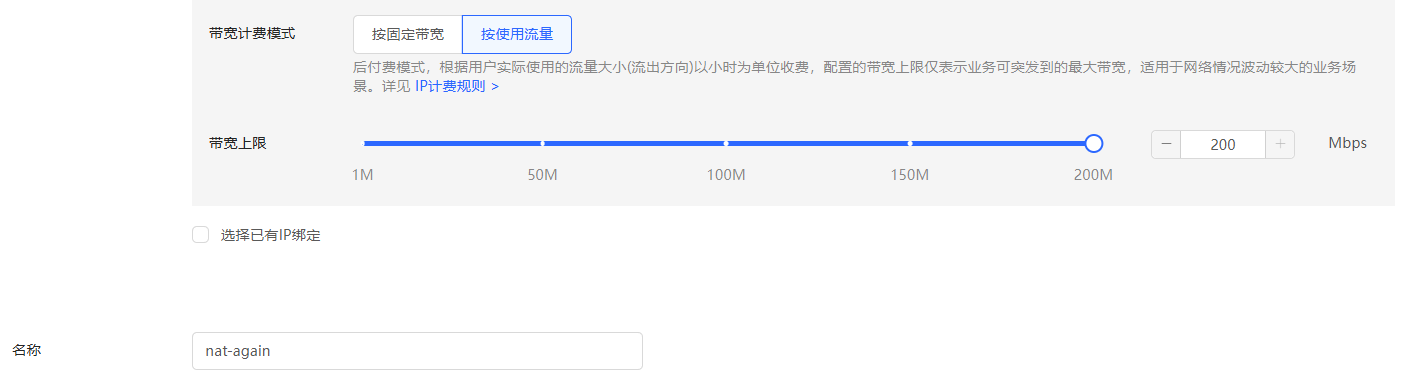 带宽计费模式 按固定带宽 按使用流量
后付费模式，根据用户实际使用的流量大小(流出方向)以小时为单位收费，配置的带宽上限仅表示业务可突发到的最大带宽，适用于网络情况波动较大的业务场
景。详见 IP计费规则 >
带宽上限 － 200 + Mbps
1M 50M 100M 150M 200M
选择已有IP绑定
名称 nat-again